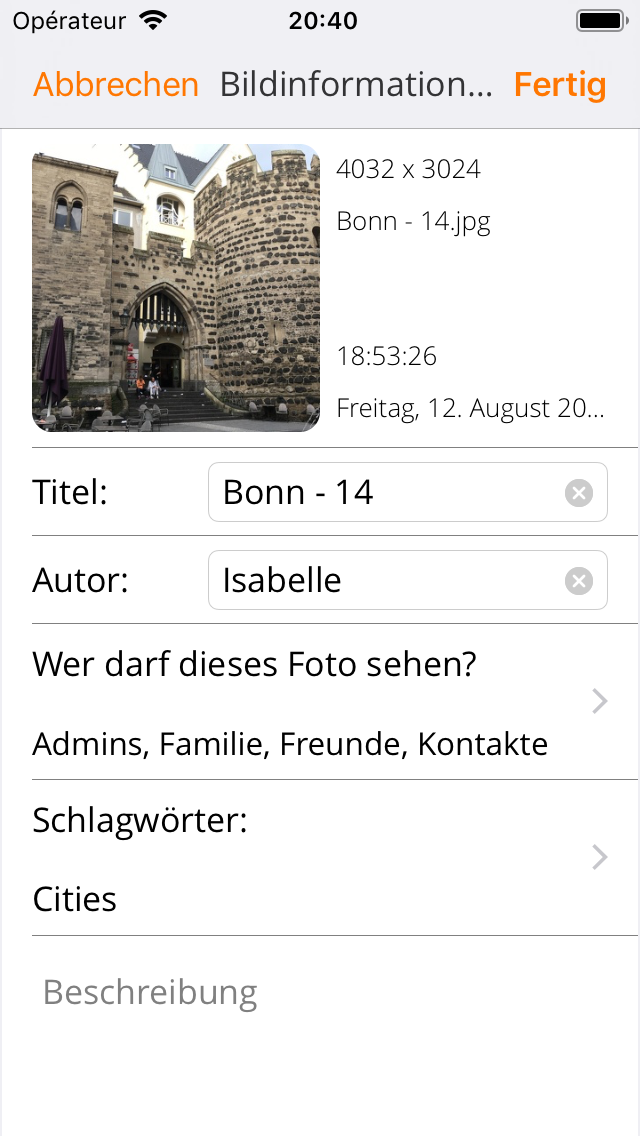 Opérateur 20:40
Abbrechen Bildinformation... Fertig
4032 x 3024
Bonn - 14.jpg
18:53:26
Freitag, 12. August 20...
Titel: Bonn - 14
Autor: Isabelle
Wer darf dieses Foto sehen?
Admins, Familie, Freunde, Kontakte
Schlagwörter:
Cities
Beschreibung